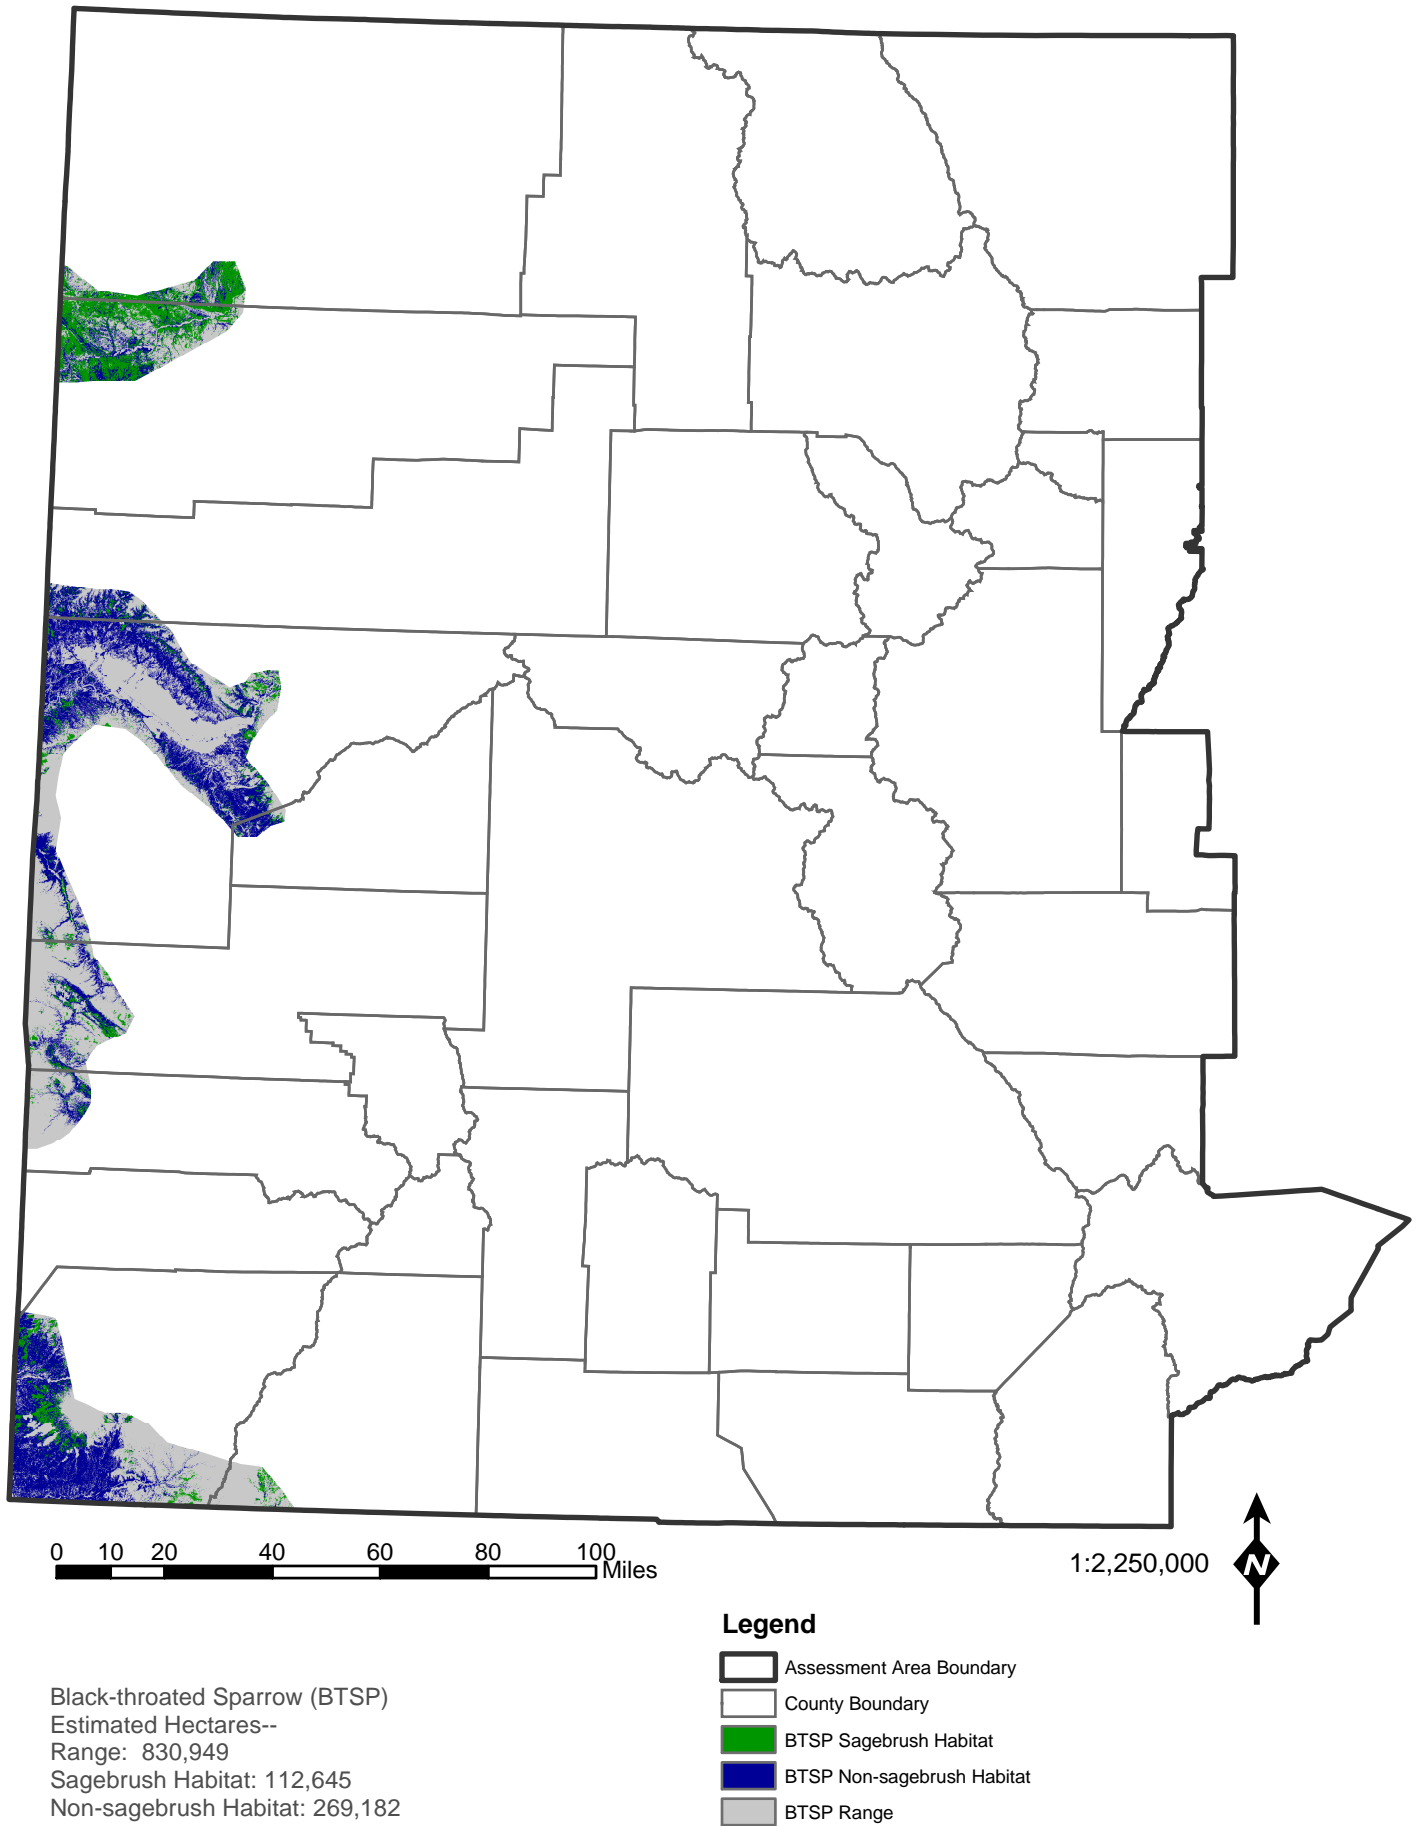 0 10 20 40 60 80 100
Miles
1:2,250,000
N
Legend
Assessment Area Boundary
County Boundary
BTSP Sagebrush Habitat
BTSP Non-sagebrush Habitat
BTSP Range
Black-throated Sparrow (BTSP)
Estimated Hectares--
Range: 830,949
Sagebrush Habitat: 112,645
Non-sagebrush Habitat: 269,182